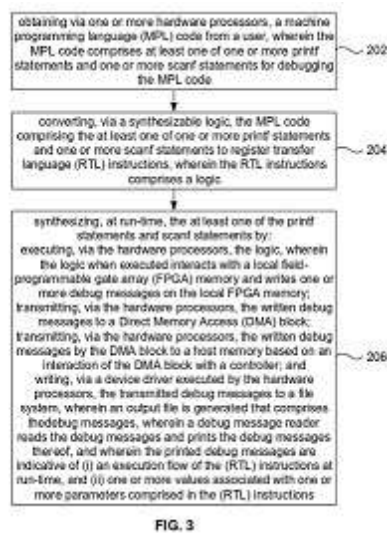 obtaining via one or more hardware processors, a machine
programming language (MPL) code from a user, wherein the
MPL code comprises at least one of one or more printf
statements and one or more scanf statements for debugging
the MPL code
202
converting, via a synthesizable logic, the MPL code
comprising the at least one of one or more printf statements
and one or more scanf statements to register transfer
language (RTL) instructions, wherein the RTL instructions
comprises a logic
204
synthesizing, at run-time, the at least one of the printf
statements and scanf statements by:
executing, via the hardware processors, the logic, wherein
the logic when executed interacts with a local field-
programmable gate array (FPGA) memory and writes one
or more debug messages on the local FPGA memory;
transmitting, via the hardware processors, the written debug
messages to a Direct Memory Access (DMA) block;
transmitting, via the hardware processors, the written debug
messages by the DMA block to a host memory based on an
interaction of the DMA block with a controller; and
writing, via a device driver executed by the hardware
processors, the transmitted debug messages to a file
system, wherein an output file is generated that comprises
thedebug messages, wherein a debug message reader
reads the debug messages and prints the debug messages
thereof, and wherein the printed debug messages are
indicative of (i) an execution flow of the (RTL) instructions at
run-time, and (ii) one or more values associated with one or
more parameters comprised in the (RTL) instructions
206
FIG. 3